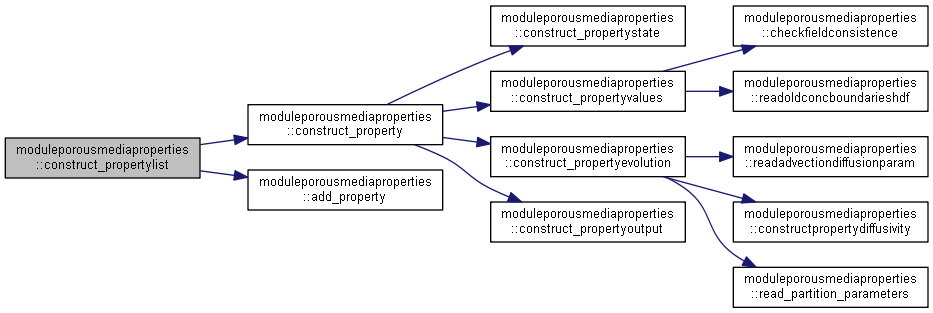 moduleporousmediaproperties
::construct_propertylist
moduleporousmediaproperties
::construct_property
moduleporousmediaproperties
::add_property
moduleporousmediaproperties
::construct_propertystate
moduleporousmediaproperties
::construct_propertyvalues
moduleporousmediaproperties
::construct_propertyevolution
moduleporousmediaproperties
::construct_propertyoutput
moduleporousmediaproperties
::checkfieldconsistence
moduleporousmediaproperties
::readoldconcboundarieshdf
moduleporousmediaproperties
::readadvectiondiffusionparam
moduleporousmediaproperties
::constructpropertydiffusivity
moduleporousmediaproperties
::read_partition_parameters